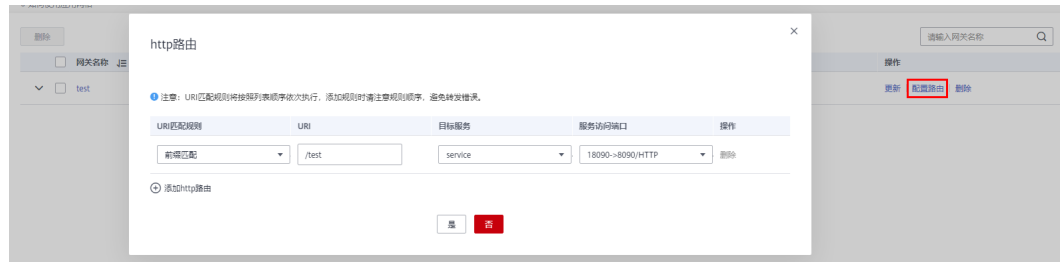 删除
请输入网关名称
网关名称
操作
test
更新 配置路由 删除
http路由
注意：URI匹配规则将按照列表顺序依次执行，添加规则时请注意规则顺序，避免转发错误。
URI匹配规则 URI 目标服务 服务访问端口 操作
前缀匹配 /test service 18090->8090/HTTP 删除
添加http路由
是 否